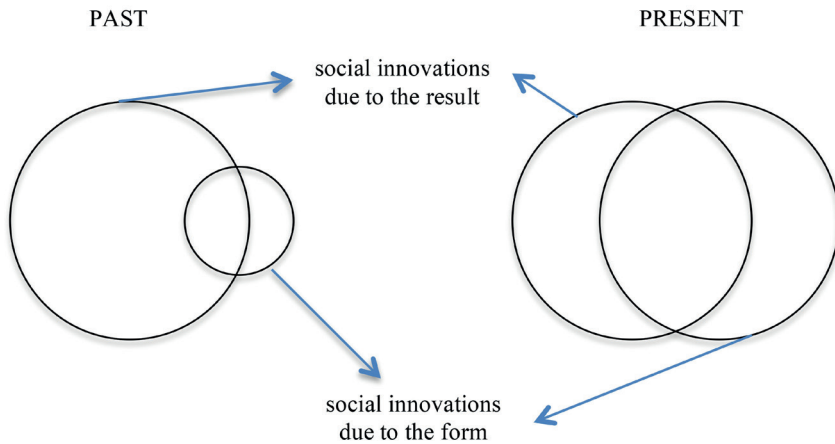 PAST
PRESENT
social innovations
due to the result
social innovations
due to the form